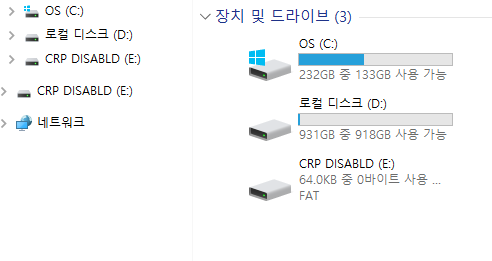 OS (C:)
로컬 디스크 (D:)
CRP DISABLD (E:)
CRP DISABLD (E:)
네트워크
장치 및 드라이브 (3)
OS (C:)
232GB 중 133GB 사용 가능
로컬 디스크 (D:)
931GB 중 918GB 사용 가능
CRP DISABLD (E:)
64.0KB 중 0바이트 사용 ...
FAT